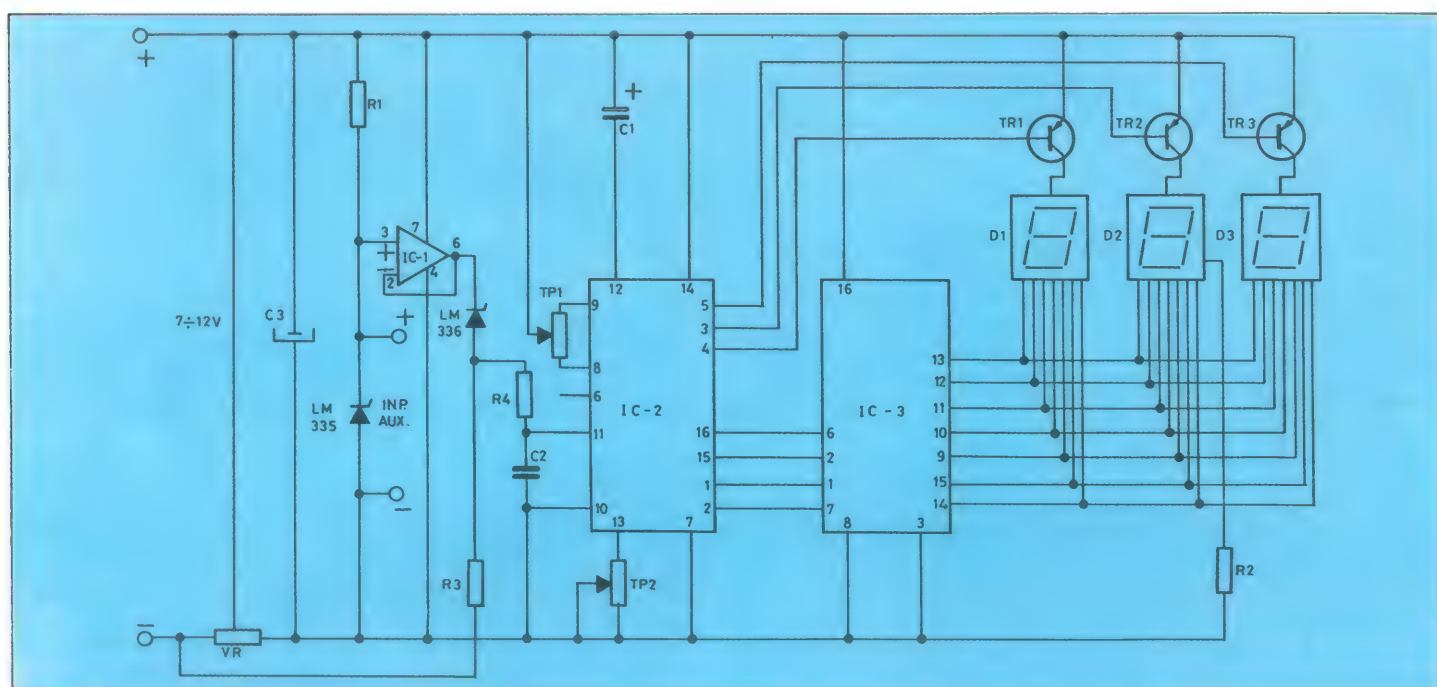 +
R1
C1
+
TR1
TR2
TR3
3
7
6
+
IC-1
−
2
4
D1
D2
D3
12
14
TP1
9
5
16
7÷12V
C3
+
LM
336
3
4
8
6
13
R4
IC-2
IC-3
12
LM
335
INP.
AUX.
11
11
16
6
10
C2
15
2
9
1
1
15
−
10
2
7
14
13
7
8
3
R3
TP2
R2
−
VR